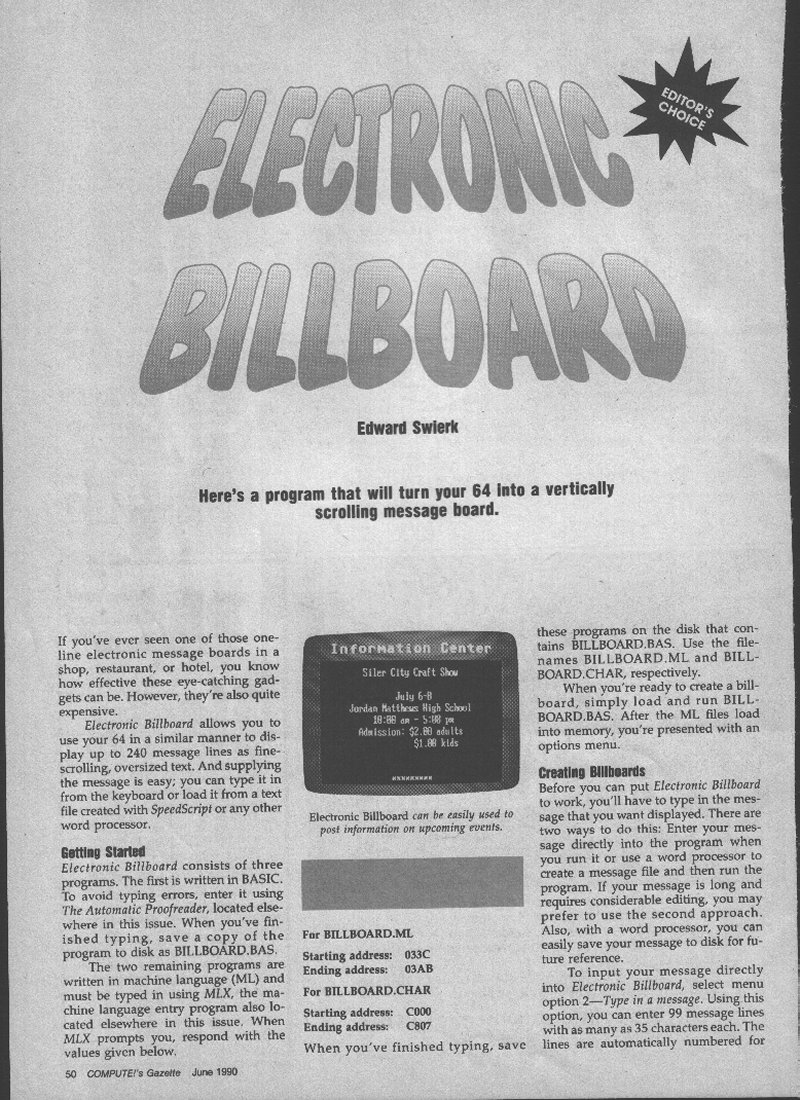 ELECTRONIC
EDITOR'S
CHOICE
BILLBOARD
Edward Swierk
Here's a program that will turn your 64 into a vertically
scrolling message board.
If you've ever seen one of those one-
line electronic message boards in a
shop, restaurant, or hotel, you know
how effective these eye-catching gad-
gets can be. However, they're also quite
expensive.
Electronic Billboard allows you to
use your 64 in a similar manner to dis-
play up to 240 message lines as fine-
scrolling, oversized text. And supplying
the message is easy; you can type it in
from the keyboard or load it from a text
file created with SpeedScript or any other
word processor.
Getting Started
Electronic Billboard consists of three
programs. The first is written in BASIC.
To avoid typing errors, enter it using
The Automatic Proofreader, located else-
where in this issue. When you've fin-
ished typing, save a copy of the
program to disk as BILLBOARD.BAS.
The two remaining programs are
written in machine language (ML) and
must be typed in using MLX, the ma-
chine language entry program also lo-
cated elsewhere in this issue. When
MLX prompts you, respond with the
values given below.
Information Center
Siler City Craft Show
July 6-8
Jordan Matthews High School
10:00 am - 5:00 pm
Admission: $2.00 adults
$1.00 kids
*********
Electronic Billboard can be easily used to
post information on upcoming events.
For BILLBOARD.ML
Starting address: 033C
Ending address: 03AB
For BILLBOARD.CHAR
Starting address: C000
Ending address: C807
When you've finished typing, save
these programs on the disk that con-
tains BILLBOARD.BAS. Use the file-
names BILLBOARD.ML and BILL-
BOARD.CHAR, respectively.
When you're ready to create a bill-
board, simply load and run BILL-
BOARD.BAS. After the ML files load
into memory, you're presented with an
options menu.
Creating Billboards
Before you can put Electronic Billboard
to work, you'll have to type in the mes-
sage that you want displayed. There are
two ways to do this: Enter your mes-
sage directly into the program when
you run it or use a word processor to
create a message file and then run the
program. If your message is long and
requires considerable editing, you may
prefer to use the second approach.
Also, with a word processor, you can
easily save your message to disk for fu-
ture reference.
To input your message directly
into Electronic Billboard, select menu
option 2—Type in a message. Using this
option, you can enter 99 message lines
with as many as 35 characters each. The
lines are automatically numbered for
50 COMPUTE!'s Gazette June 1990